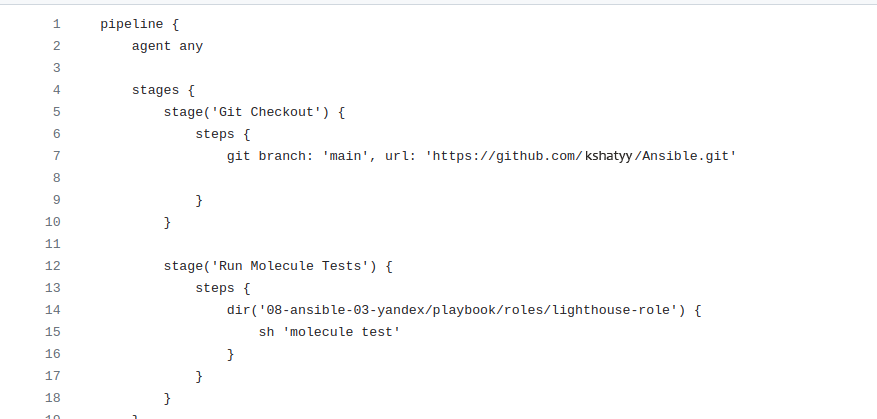 1 pipeline {
2 agent any
3
4 stages {
5 stage('Git Checkout') {
6 steps {
7 git branch: 'main', url: 'https://github.com/kshatyy/Ansible.git'
8
9 }
10 }
11
12 stage('Run Molecule Tests') {
13 steps {
14 dir('08-ansible-03-yandex/playbook/roles/lighthouse-role') {
15 sh 'molecule test'
16 }
17 }
18 }